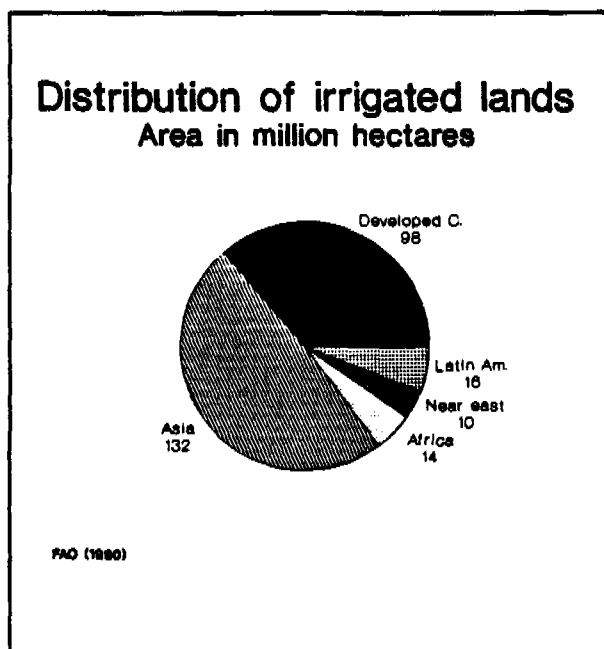 Distribution of irrigated lands
Area in million hectares
Developed C.
98
Latin Am.
16
Near east
10
Africa
14
Asia
132
FAO (1990)